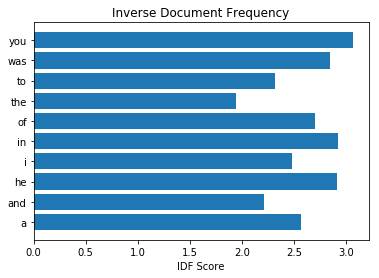 Inverse Document Frequency
you
was
to
the
of
in
i
he
and
a
0.0 0.5 1.0 1.5 2.0 2.5 3.0
IDF Score